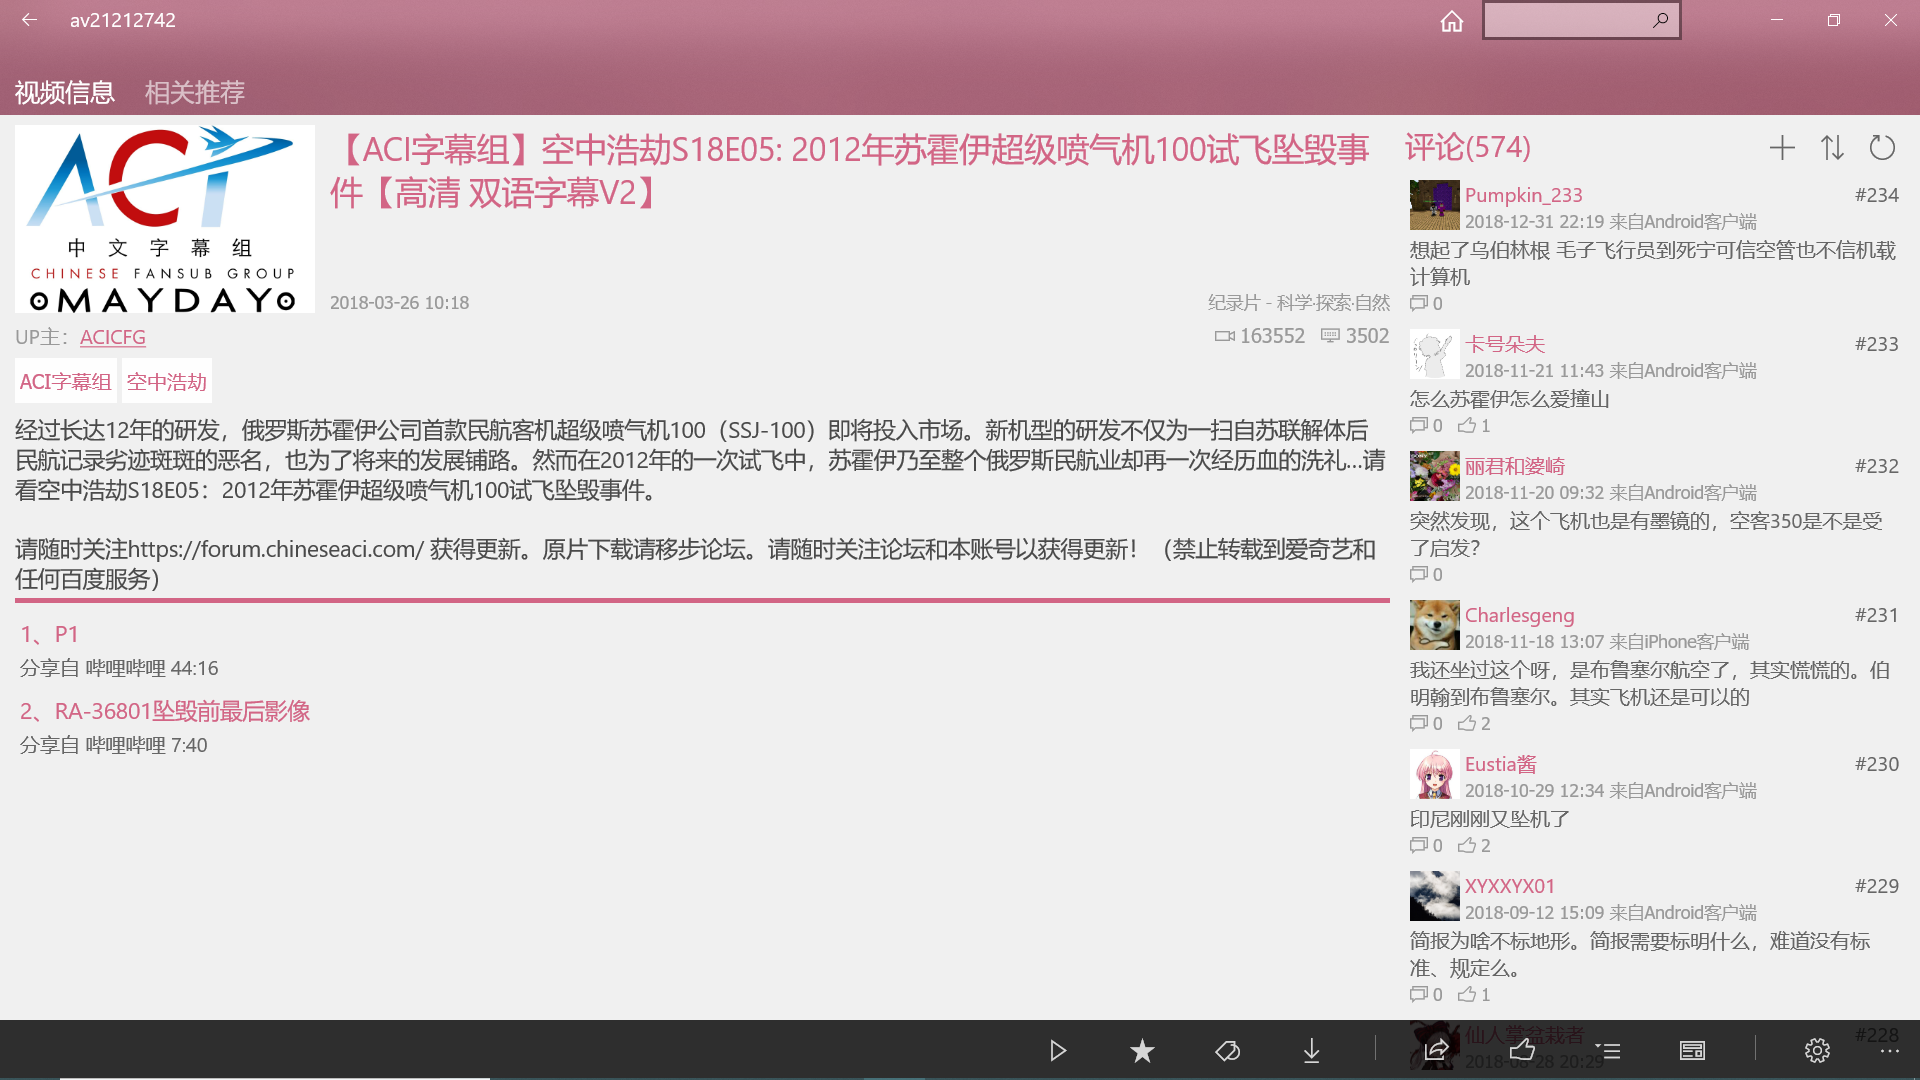 av21212742
视频信息 相关推荐
ACI
中文字幕组
CHINESE FANSUB GROUP
MAYDAY
【ACI字幕组】空中浩劫S18E05: 2012年苏霍伊超级喷气机100试飞坠毁事
件【高清 双语字幕V2】
2018-03-26 10:18
纪录片 - 科学·探索·自然
163552 3502
UP主： ACICFG
ACI字幕组 空中浩劫
经过长达12年的研发，俄罗斯苏霍伊公司首款民航客机超级喷气机100（SSJ-100）即将投入市场。新机型的研发不仅为一扫自苏联解体后
民航记录劣迹斑斑的恶名，也为了将来的发展铺路。然而在2012年的一次试飞中，苏霍伊乃至整个俄罗斯民航业却再一次经历血的洗礼...请
看空中浩劫S18E05：2012年苏霍伊超级喷气机100试飞坠毁事件。
请随时关注https://forum.chineseaci.com/ 获得更新。原片下载请移步论坛。请随时关注论坛和本账号以获得更新！（禁止转载到爱奇艺和
任何百度服务）
1、P1
分享自 哔哩哔哩 44:16
2、RA-36801坠毁前最后影像
分享自 哔哩哔哩 7:40
评论(574)
Pumpkin_233 #234
2018-12-31 22:19 来自Android客户端
想起了乌伯林根 毛子飞行员到死宁可信空管也不信机载
计算机
0
卡号朵夫 #233
2018-11-21 11:43 来自Android客户端
怎么苏霍伊怎么爱撞山
0 1
丽君和婆崎 #232
2018-11-20 09:32 来自Android客户端
突然发现，这个飞机也是有墨镜的，空客350是不是受
了启发？
0
Charlesgeng #231
2018-11-18 13:07 来自iPhone客户端
我还坐过这个呀，是布鲁塞尔航空了，其实慌慌的。伯
明翰到布鲁塞尔。其实飞机还是可以的
0 2
Eustia酱 #230
2018-10-29 12:34 来自Android客户端
印尼刚刚又坠机了
0 2
XYXXYX01 #229
2018-09-12 15:09 来自Android客户端
简报为啥不标地形。简报需要标明什么，难道没有标
准、规定么。
0 1
仙人掌盆栽者 #228
2018-08-28 20:29